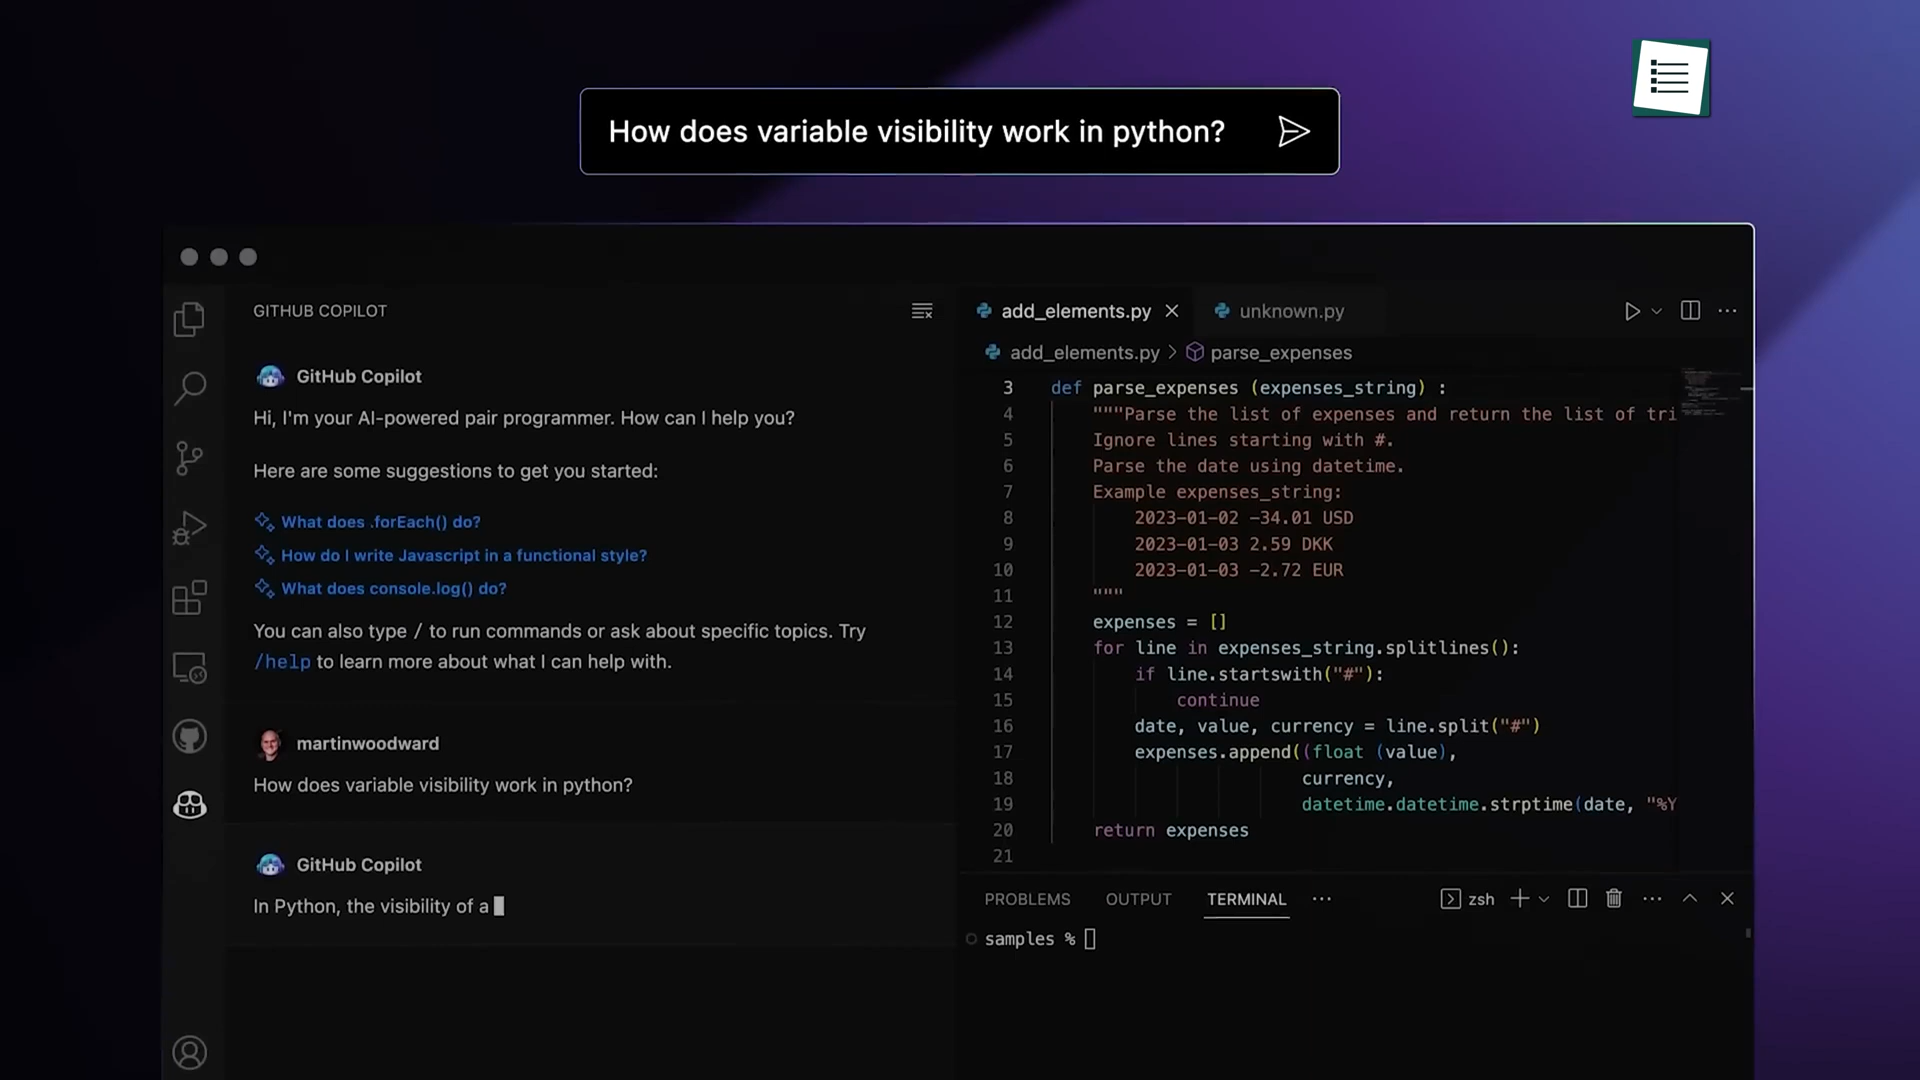 How does variable visibility work in python?
GITHUB COPILOT
GitHub Copilot
Hi, I'm your AI-powered pair programmer. How can I help you?
Here are some suggestions to get you started:
What does .forEach() do?
How do I write Javascript in a functional style?
What does console.log() do?
You can also type / to run commands or ask about specific topics. Try
/help to learn more about what I can help with.
martinwoodward
How does variable visibility work in python?
GitHub Copilot
In Python, the visibility of a
add_elements.py
unknown.py
add_elements.py > parse_expenses
3 def parse_expenses (expenses_string) :
4 """Parse the list of expenses and return the list of tri
5 Ignore lines starting with #.
6 Parse the date using datetime.
7 Example expenses_string:
8 2023-01-02 -34.01 USD
9 2023-01-03 2.59 DKK
10 2023-01-03 -2.72 EUR
11 """
12 expenses = []
13 for line in expenses_string.splitlines():
14 if line.startswith("#"):
15 continue
16 date, value, currency = line.split("#")
17 expenses.append((float (value),
18 currency,
19 datetime.datetime.strptime(date, "%Y
20 return expenses
21
PROBLEMS OUTPUT TERMINAL ··· zsh
samples %